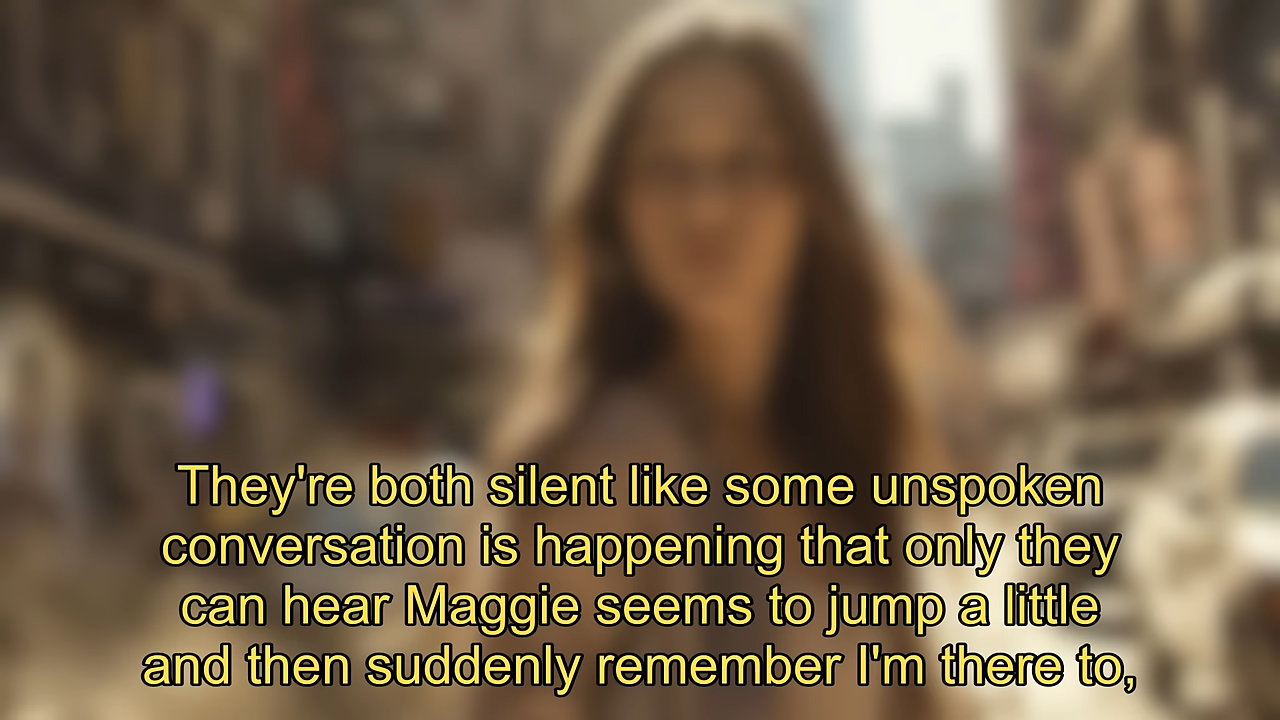 They're both silent like some unspoken
conversation is happening that only they
can hear Maggie seems to jump a little
and then suddenly remember I'm there to,